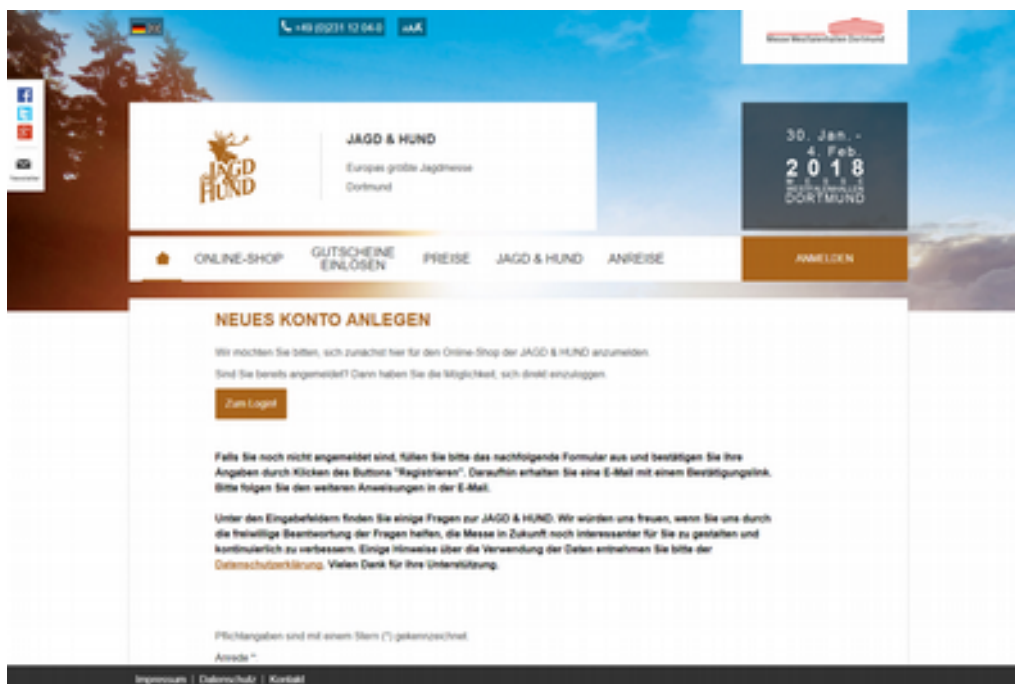 +49 (0)231 12 04-0
Messe Westfalenhallen Dortmund
Newsletter
JAGD
HUND
JAGD & HUND
Europas größte Jagdmesse
Dortmund
30. Jan. -
4. Feb.
2018
MESSE
WESTFALENHALLEN
DORTMUND
ONLINE-SHOP
GUTSCHEINE
EINLÖSEN
PREISE
JAGD & HUND
ANREISE
ANMELDEN
NEUES KONTO ANLEGEN
Wir möchten Sie bitten, sich zunächst hier für den Online-Shop der JAGD & HUND anzumelden.
Sind Sie bereits angemeldet? Dann haben Sie die Möglichkeit, sich direkt einzuloggen.
Zum Login!
Falls Sie noch nicht angemeldet sind, füllen Sie bitte das nachfolgende Formular aus und bestätigen Sie Ihre
Angaben durch Klicken des Buttons "Registrieren". Daraufhin erhalten Sie eine E-Mail mit einem Bestätigungslink.
Bitte folgen Sie den weiteren Anweisungen in der E-Mail.
Unter den Eingabefeldern finden Sie einige Fragen zur JAGD & HUND. Wir würden uns freuen, wenn Sie uns durch
die freiwillige Beantwortung der Fragen helfen, die Messe in Zukunft noch interessanter für Sie zu gestalten und
kontinuierlich zu verbessern. Einige Hinweise über die Verwendung der Daten entnehmen Sie bitte der
Datenschutzerklärung. Vielen Dank für Ihre Unterstützung.
Pflichtangaben sind mit einem Stern (*) gekennzeichnet.
Anrede *:
Impressum | Datenschutz | Kontakt